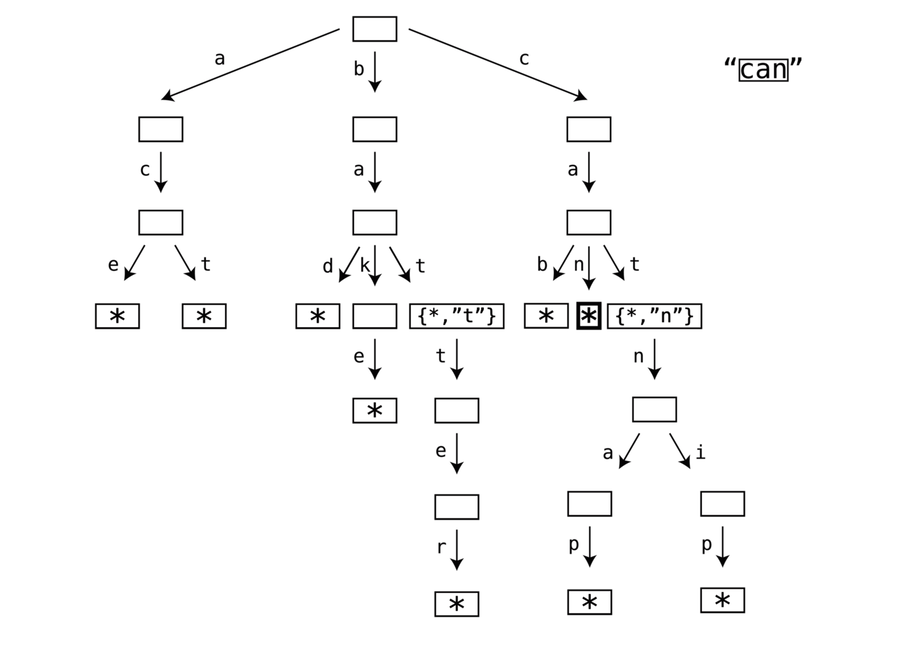 a b c “can”
c a a
e t d k t b n t
* * * {*,”t”} * * {*,”n”}
e t n
*
e a i
r p p
* * *